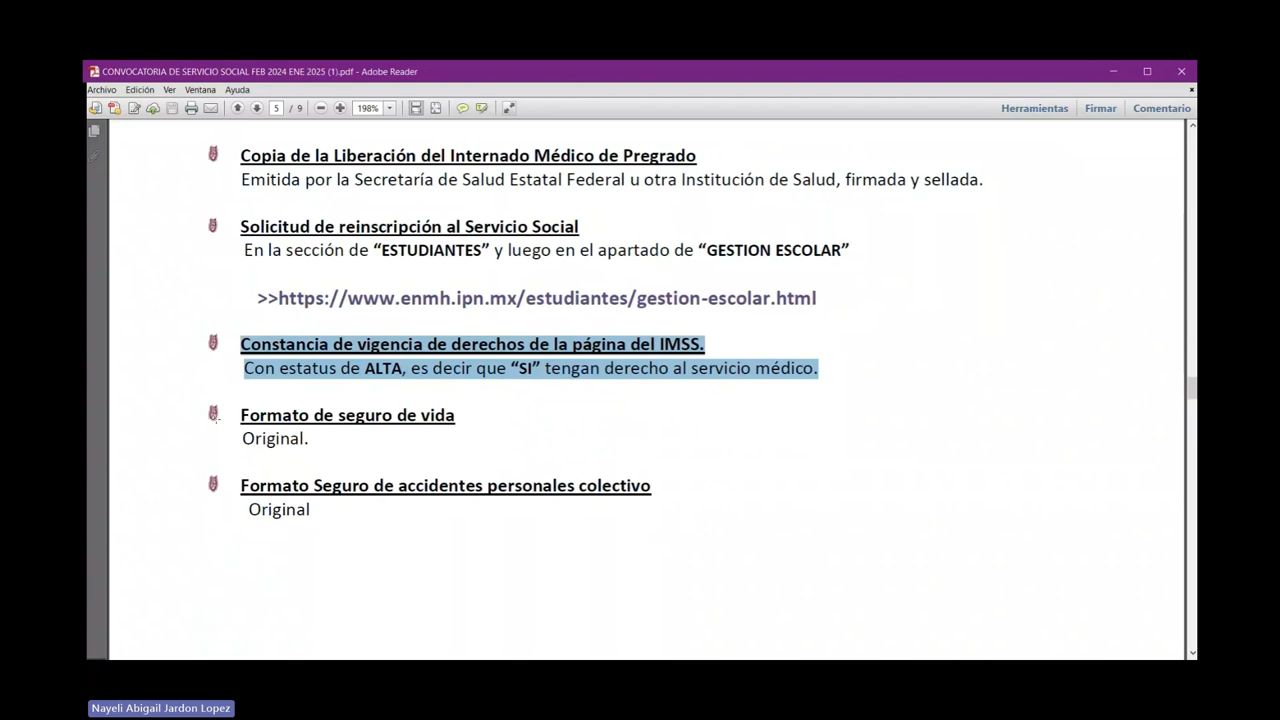 CONVOCATORIA DE SERVICIO SOCIAL FEB 2024 ENE 2025 (1).pdf - Adobe Reader
Archivo Edición Ver Ventana Ayuda
5 / 9 198% Herramientas Firmar Comentario
Copia de la Liberación del Internado Médico de Pregrado
Emitida por la Secretaría de Salud Estatal Federal u otra Institución de Salud, firmada y sellada.
Solicitud de reinscripción al Servicio Social
En la sección de “ESTUDIANTES” y luego en el apartado de “GESTION ESCOLAR”
>>https://www.enmh.ipn.mx/estudiantes/gestion-escolar.html
Constancia de vigencia de derechos de la página del IMSS.
Con estatus de ALTA, es decir que “SI” tengan derecho al servicio médico.
Formato de seguro de vida
Original.
Formato Seguro de accidentes personales colectivo
Original
Nayeli Abigail Jardon Lopez